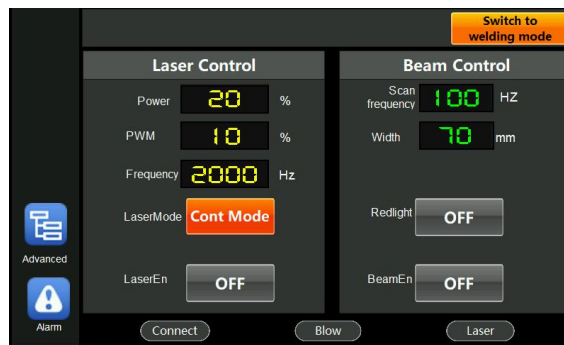 Switch to
welding mode
Laser Control
Beam Control
Power 20 %
Scan
frequency 100 HZ
PWM 10 %
Width 70 mm
Frequency 2000 Hz
LaserMode Cont Mode
Redlight OFF
Advanced
LaserEn OFF
BeamEn OFF
Alarm
Connect
Blow
Laser